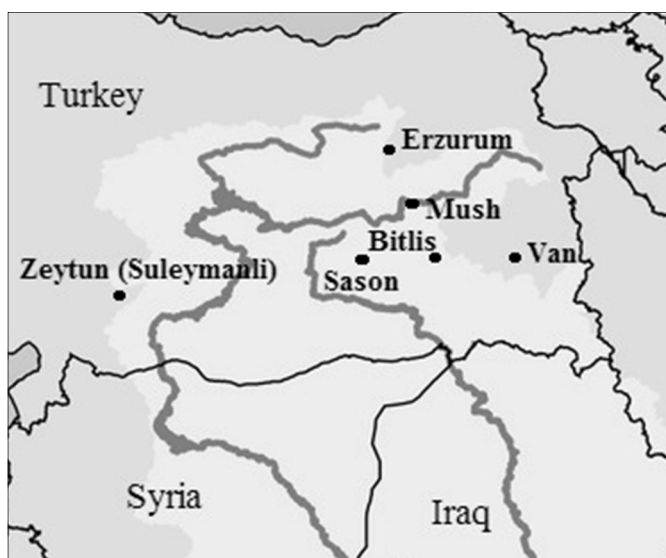 Turkey
Erzurum
Mush
Bitlis
Van
Zeytun (Suleymanli)
Sason
Syria
Iraq